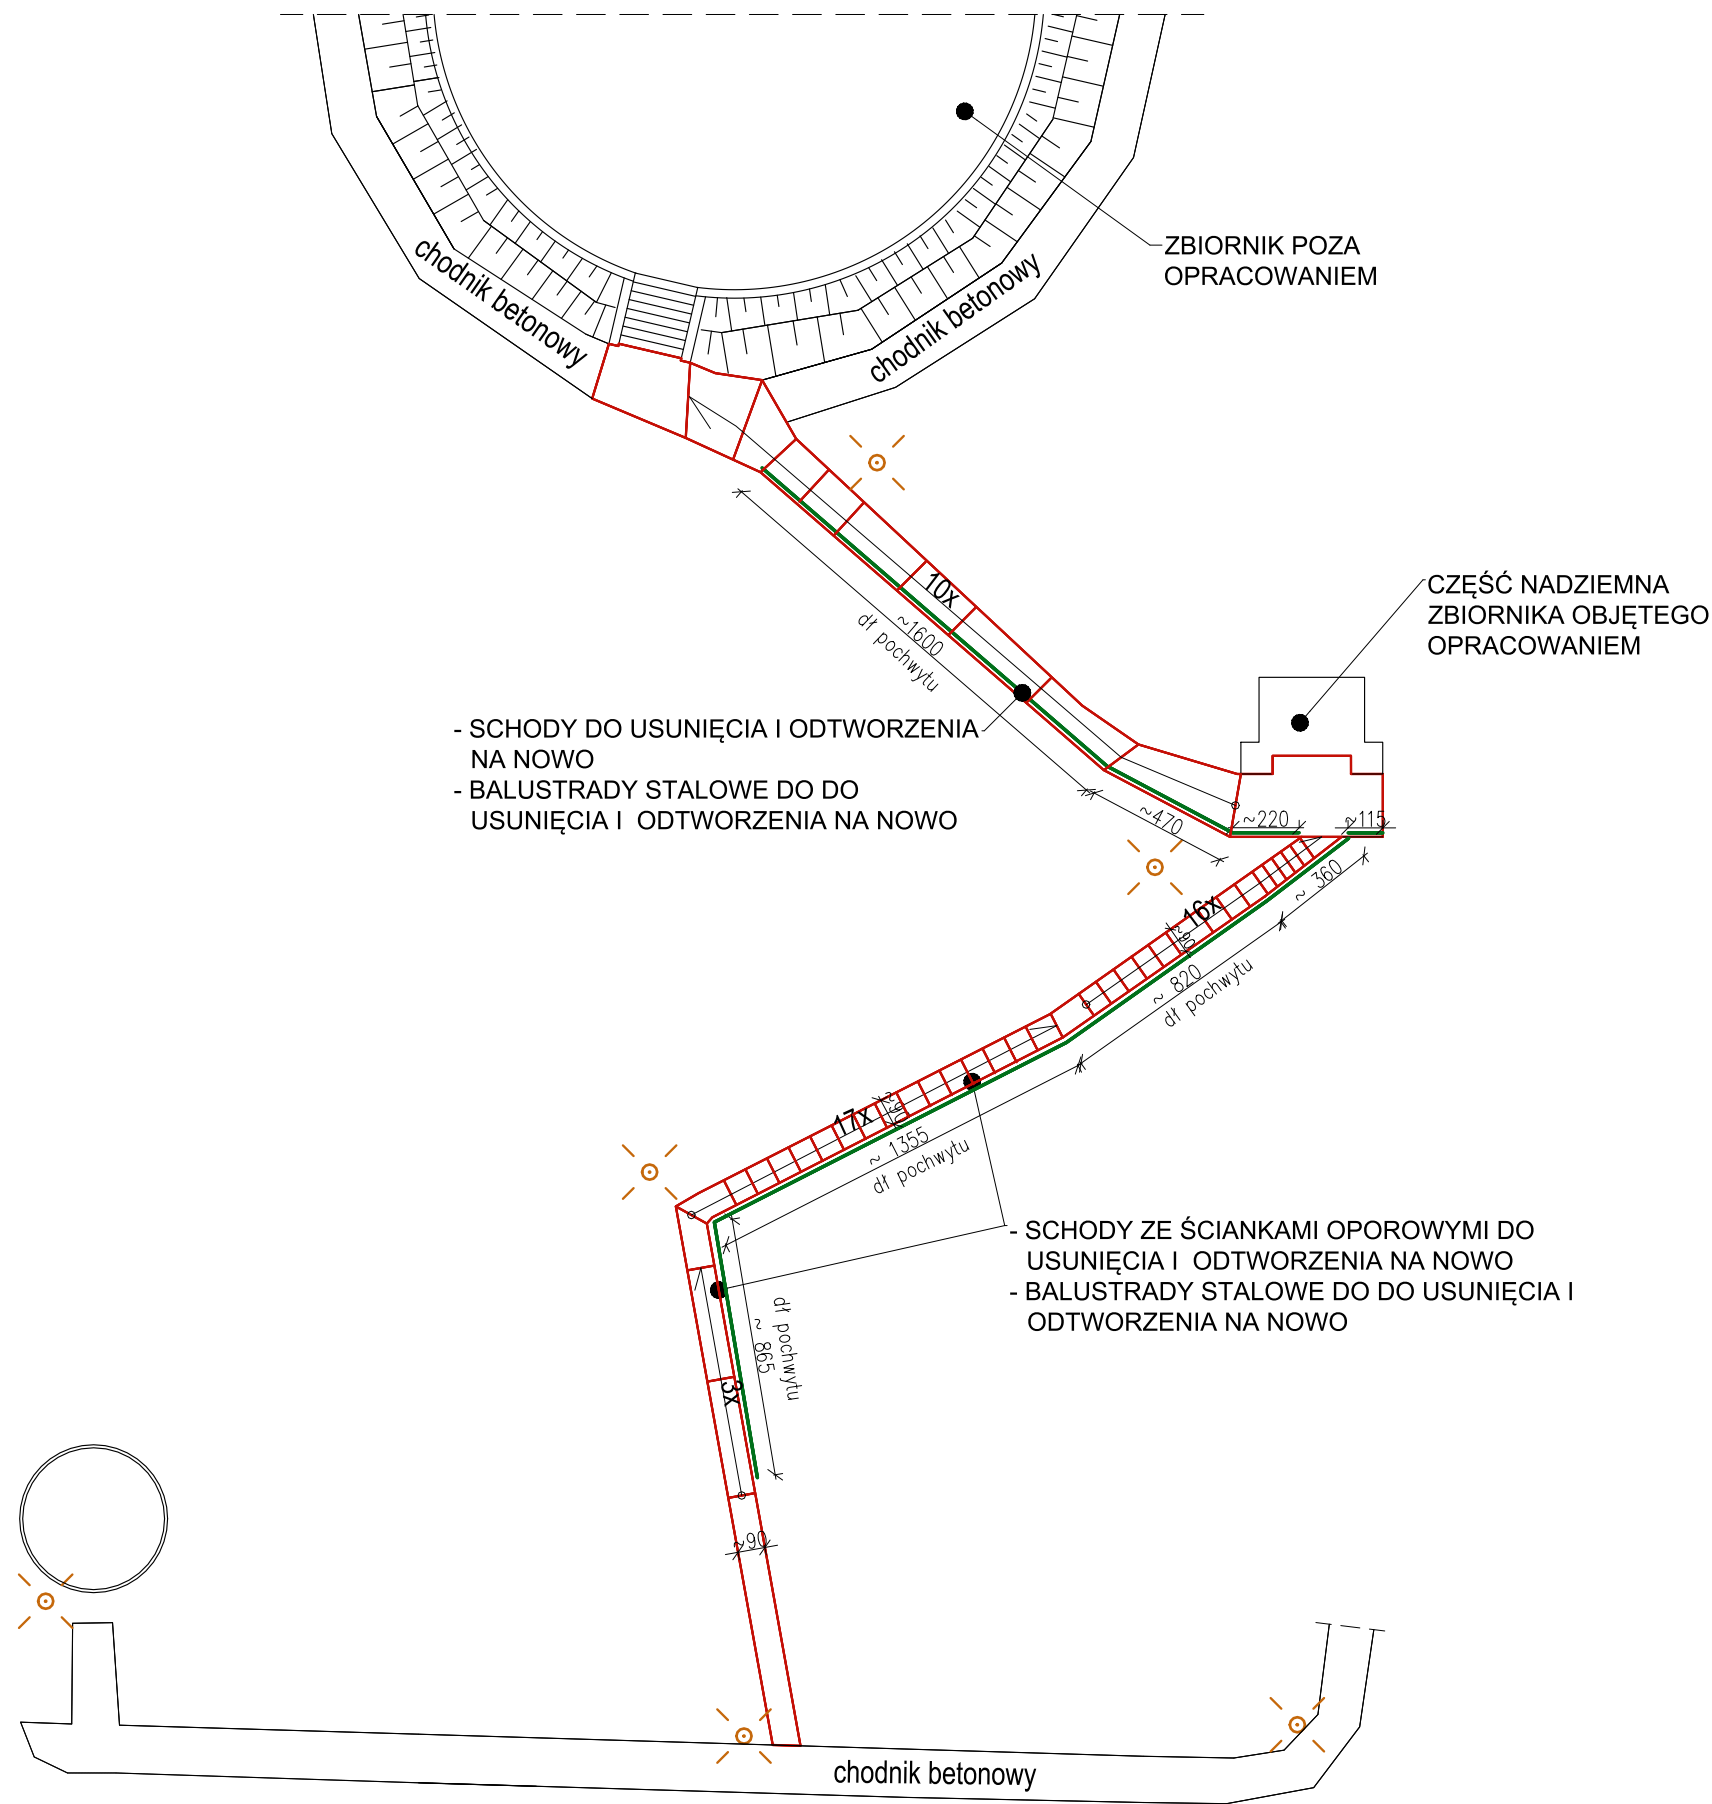 chodnik betonowy
chodnik betonowy
ZBIORNIK POZA
OPRACOWANIEM
10x
~1600
dł pochwytu
CZĘŚĆ NADZIEMNA
ZBIORNIKA OBJĘTEGO
OPRACOWANIEM
- SCHODY DO USUNIĘCIA I ODTWORZENIA
NA NOWO
- BALUSTRADY STALOWE DO DO
USUNIĘCIA I ODTWORZENIA NA NOWO
~470
~220
~115
~ 360
16x
~90
~ 820
dł pochwytu
17x
~90
~ 1355
dł pochwytu
- SCHODY ZE ŚCIANKAMI OPOROWYMI DO
USUNIĘCIA I ODTWORZENIA NA NOWO
- BALUSTRADY STALOWE DO DO USUNIĘCIA I
ODTWORZENIA NA NOWO
dł pochwytu
~ 865
3x
~90
chodnik betonowy